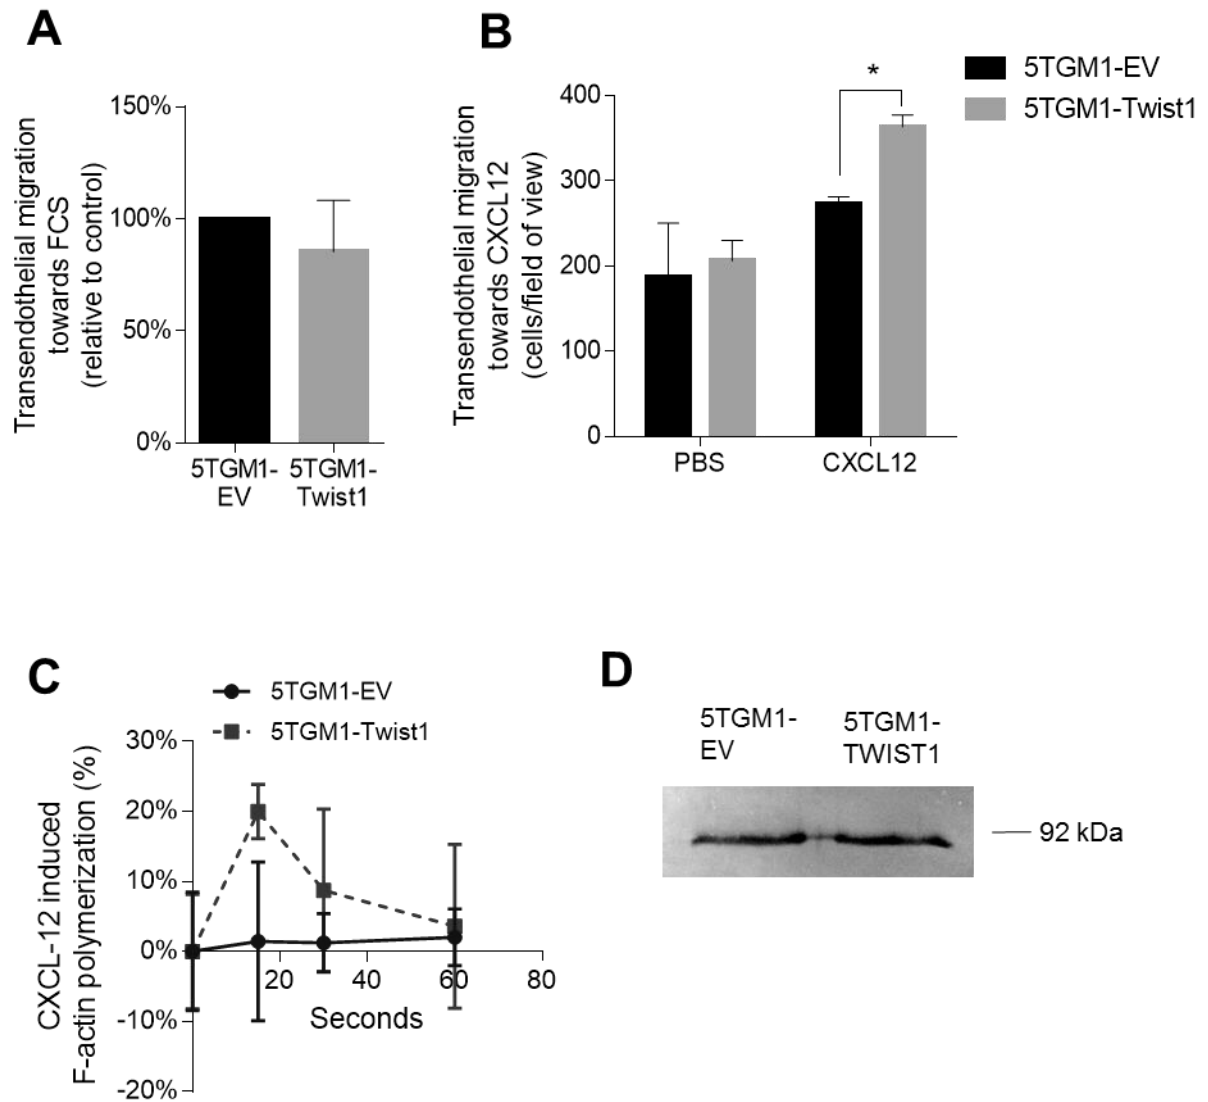 A
Transendothelial migration
towards FCS
(relative to control)
150%
100%
50%
0%
5TGM1-
EV
5TGM1-
Twist1
B
Transendothelial migration
towards CXCL12
(cells/field of view)
400
300
200
100
0
*
PBS
CXCL12
5TGM1-EV
5TGM1-Twist1
C
5TGM1-EV
5TGM1-Twist1
CXCL-12 induced
F-actin polymerization (%)
30%
20%
10%
0%
-10%
-20%
20
40
60
80
Seconds
D
5TGM1-
EV
5TGM1-
TWIST1
92 kDa